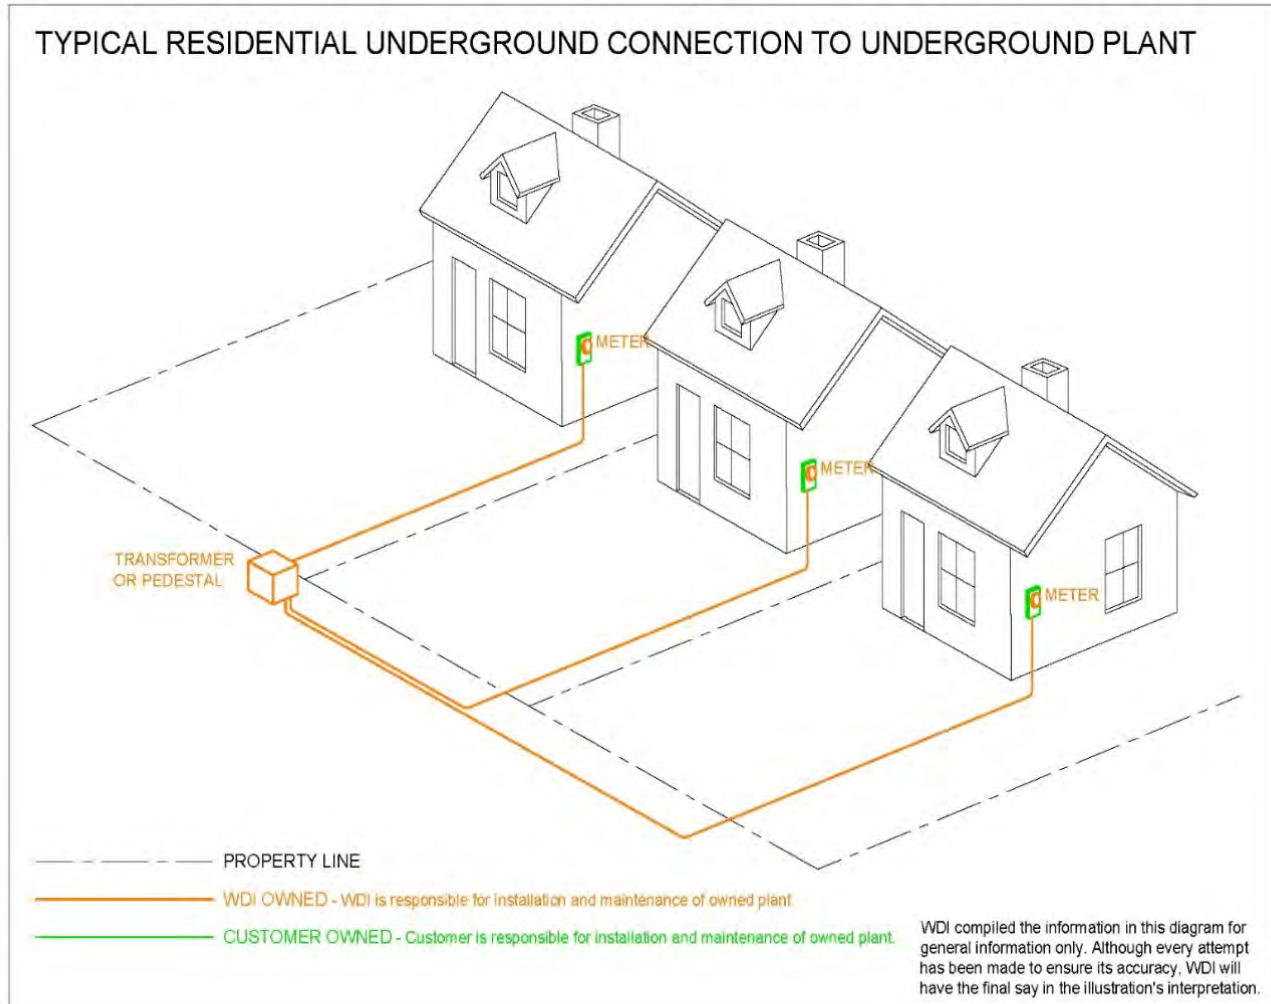 TYPICAL RESIDENTIAL UNDERGROUND CONNECTION TO UNDERGROUND PLANT
METER
METER
TRANSFORMER
OR PEDESTAL
METER
PROPERTY LINE
WDI OWNED - WDI is responsible for installation and maintenance of owned plant
CUSTOMER OWNED - Customer is responsible for installation and maintenance of owned plant.
WDI compiled the information in this diagram for
general information only. Although every attempt
has been made to ensure its accuracy, WDI will
have the final say in the illustration's interpretation.